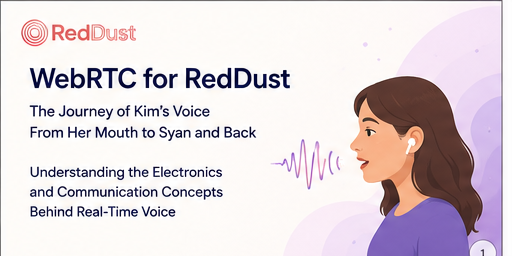 RedDust
WebRTC for RedDust
The Journey of Kim's Voice
From Her Mouth to Syan and Back
Understanding the Electronics
and Communication Concepts
Behind Real-Time Voice
1